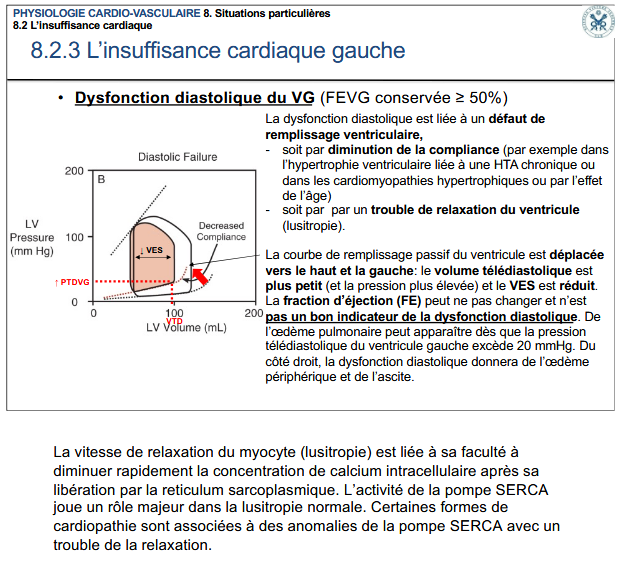 PHYSIOLOGIE CARDIO-VASCULAIRE 8. Situations particulières
8.2 L'insuffisance cardiaque
8.2.3 L'insuffisance cardiaque gauche
• Dysfonction diastolique du VG (FEVG conservée ≥ 50%)
La dysfonction diastolique est liée à un défaut de
remplissage ventriculaire,
- soit par diminution de la compliance (par exemple dans
l'hypertrophie ventriculaire liée à une HTA chronique ou
dans les cardiomyopathies hypertrophiques ou par l'effet
de l'âge)
- soit par par un trouble de relaxation du ventricule
(lusitropie).
La courbe de remplissage passif du ventricule est déplacée
vers le haut et la gauche: le volume télédiastolique est
plus petit (et la pression plus élevée) et le VES est réduit.
La fraction d'éjection (FE) peut ne pas changer et n'est
pas un bon indicateur de la dysfonction diastolique. De
l'œdème pulmonaire peut apparaître dès que la pression
télédiastolique du ventricule gauche excède 20 mmHg. Du
côté droit, la dysfonction diastolique donnera de l'œdème
périphérique et de l'ascite.
Diastolic Failure
200
B
LV
Pressure
(mm Hg)
100
Decreased
Compliance
↓ VES
↑ PTDVG
0
0
100
200
VTD
LV Volume (mL)
La vitesse de relaxation du myocyte (lusitropie) est liée à sa faculté à
diminuer rapidement la concentration de calcium intracellulaire après sa
libération par la reticulum sarcoplasmique. L'activité de la pompe SERCA
joue un rôle majeur dans la lusitropie normale. Certaines formes de
cardiopathie sont associées à des anomalies de la pompe SERCA avec un
trouble de la relaxation.